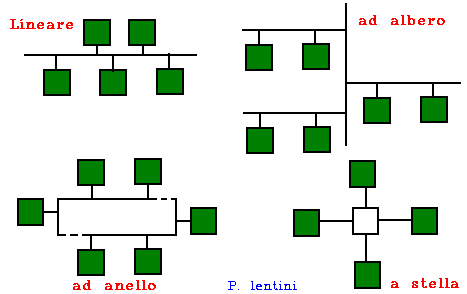 Lineare
ad albero
ad anello
P. lentini
a stella